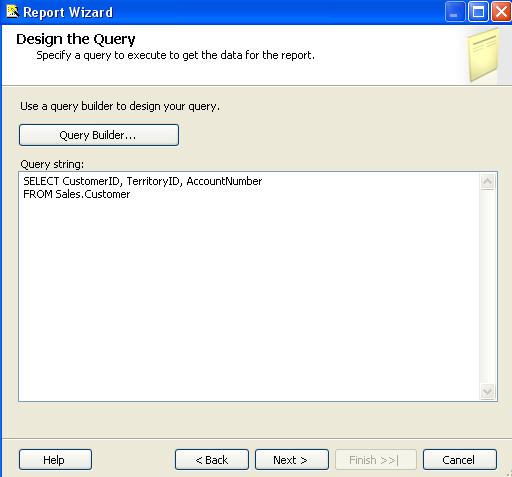 Report Wizard
Design the Query
Specify a query to execute to get the data for the report.
Use a query builder to design your query.
Query Builder...
Query string:
SELECT CustomerID, TerritoryID, AccountNumber
FROM Sales.Customer
Help
< Back
Next >
Finish >>|
Cancel